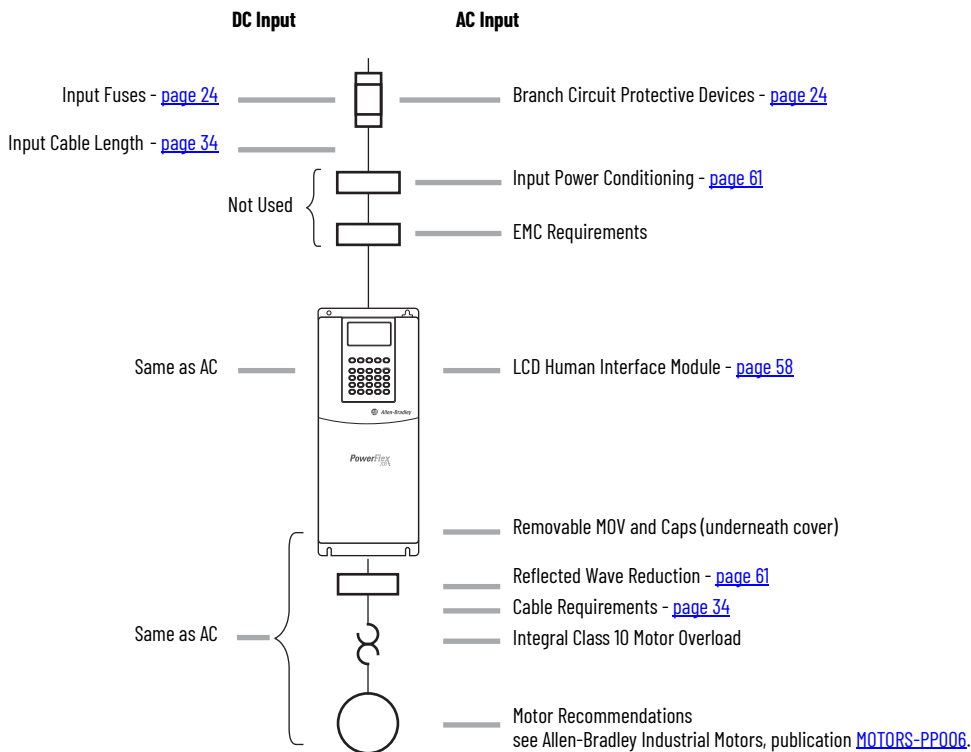 DC Input
AC Input
Input Fuses - page 24
Branch Circuit Protective Devices - page 24
Input Cable Length - page 34
Input Power Conditioning - page 61
Not Used
EMC Requirements
Same as AC
LCD Human Interface Module - page 58
Allen-Bradley
PowerFlex
Removable MOV and Caps (underneath cover)
Reflected Wave Reduction - page 61
Cable Requirements - page 34
Same as AC
Integral Class 10 Motor Overload
Motor Recommendations
see Allen-Bradley Industrial Motors, publication MOTORS-PP006.